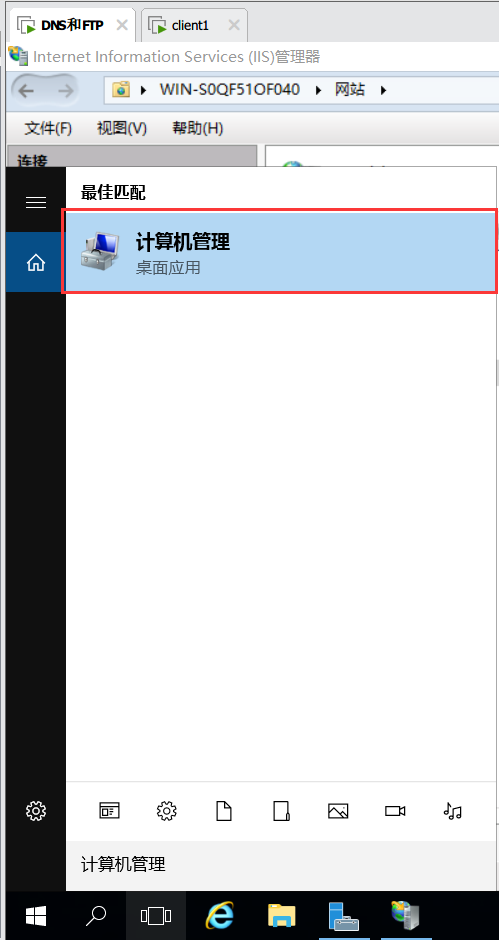 DNS和FTP
client1
Internet Information Services (IIS)管理器
WIN-S0QF51OF040
网站
文件(F)
视图(V)
帮助(H)
连接
最佳匹配
计算机管理
桌面应用
计算机管理